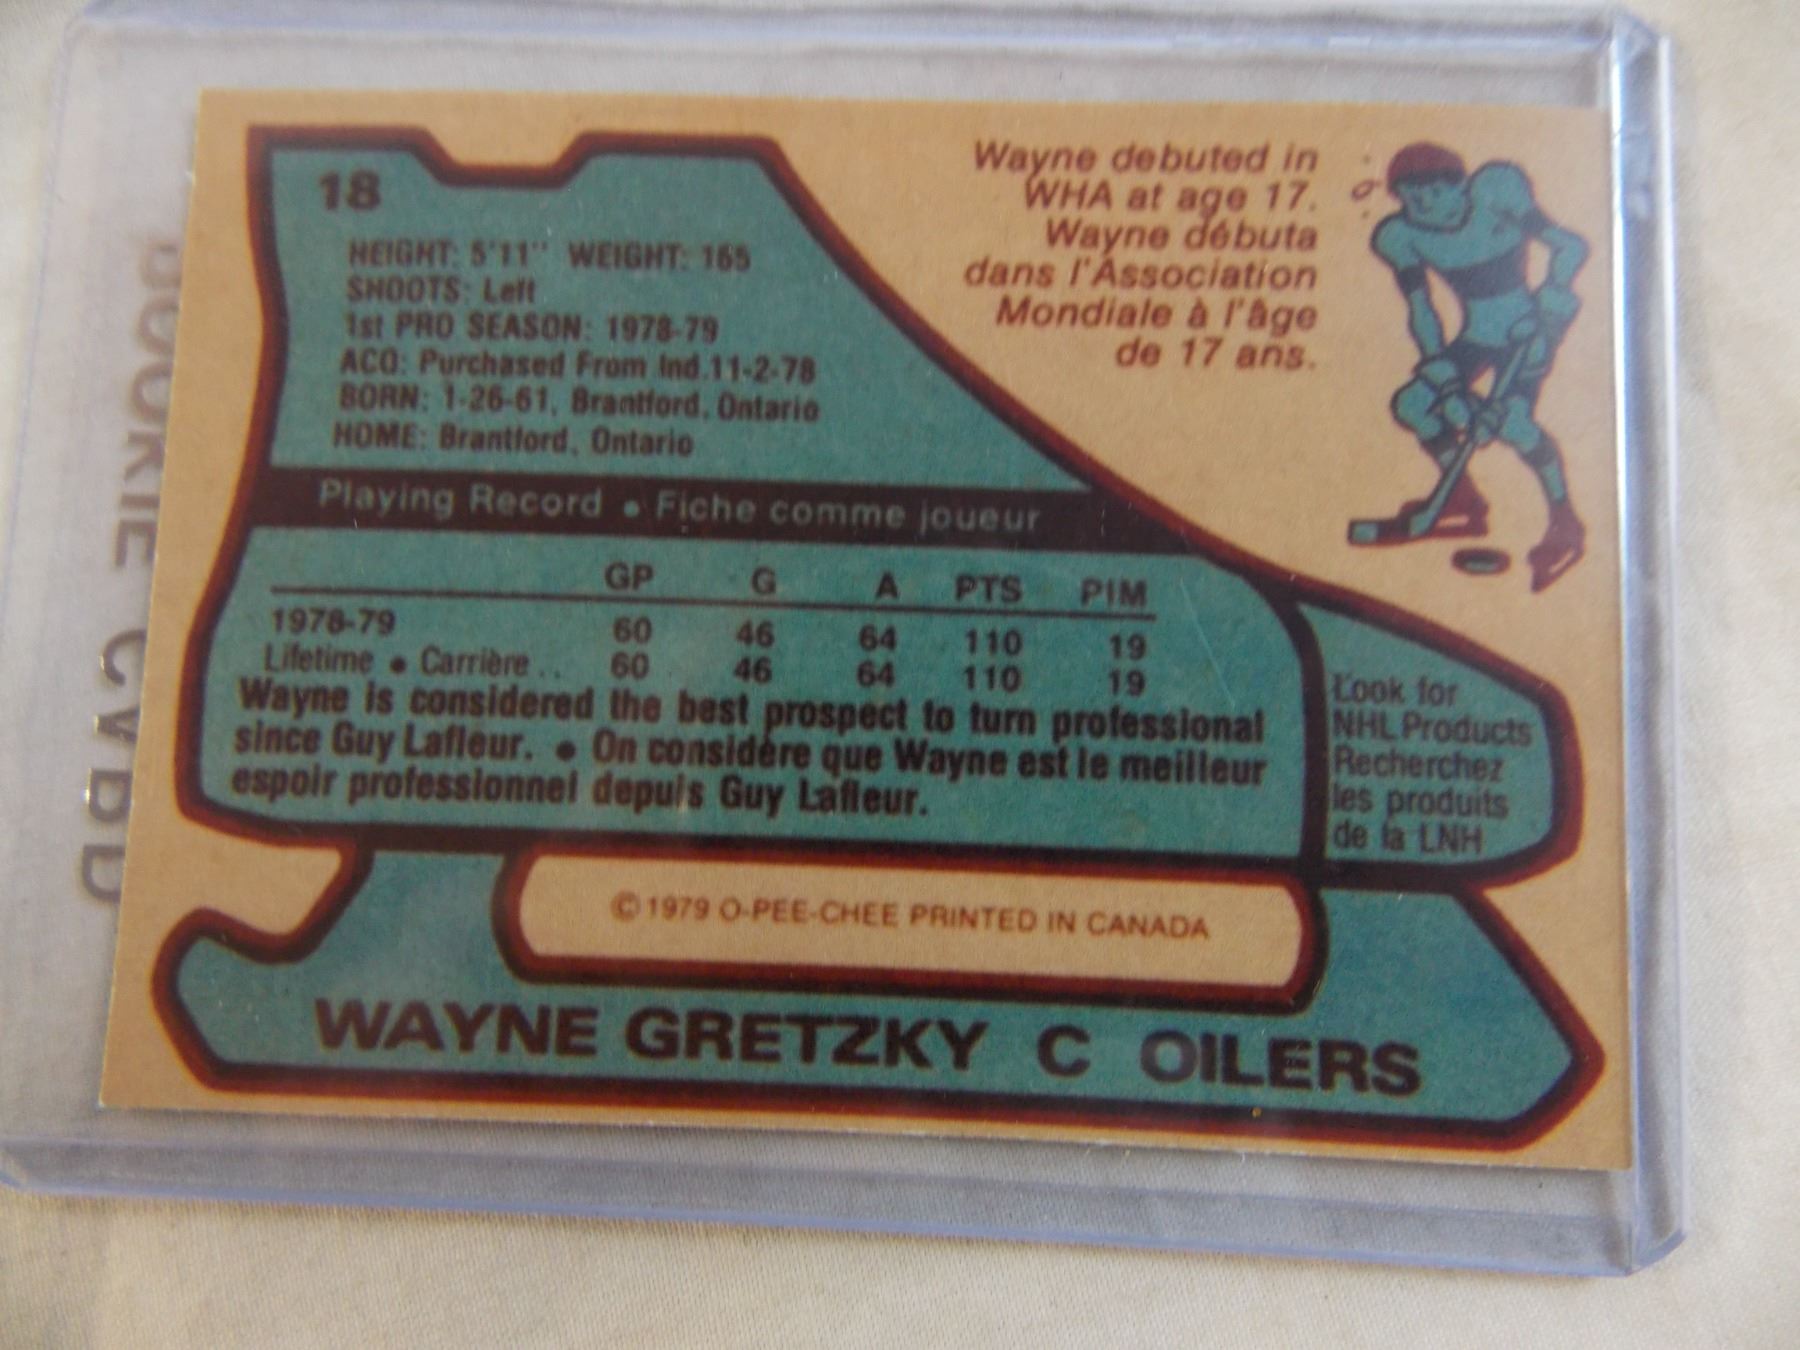 18
HEIGHT: 5'11" WEIGHT: 165
SHOOTS: Left
1st PRO SEASON: 1978-79
ACQ: Purchased From Ind.11-2-78
BORN: 1-26-61, Brantford, Ontario
HOME: Brantford, Ontario
Wayne debuted in
WHA at age 17.
Wayne débuta
dans l'Association
Mondiale à l'âge
de 17 ans.
Playing Record • Fiche comme joueur
GP G A PTS PIM
1978-79 60 46 64 110 19
Lifetime • Carrière .. 60 46 64 110 19
Wayne is considered the best prospect to turn professional
since Guy Lafleur. • On considère que Wayne est le meilleur
espoir professionnel depuis Guy Lafleur.
Look for
NHL Products
Recherchez
les produits
de la LNH
© 1979 O-PEE-CHEE PRINTED IN CANADA
WAYNE GRETZKY C OILERS
ROOKIE CARD